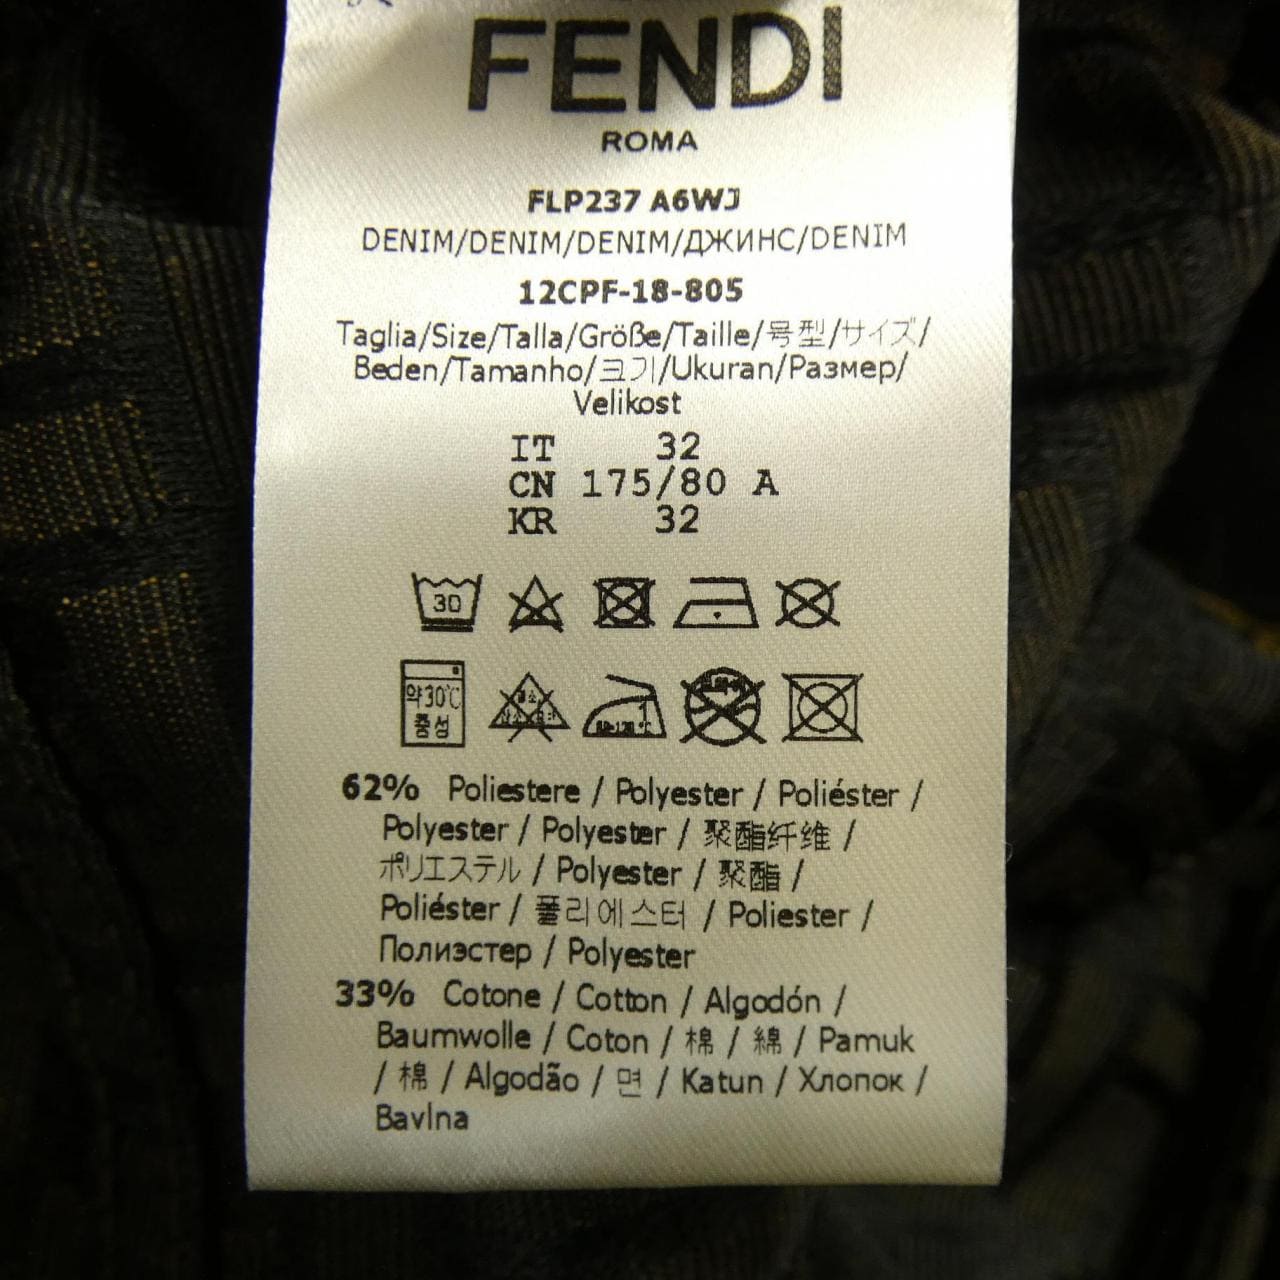 FENDI
ROMA
FLP237 A6WJ
DENIM/DENIM/DENIM/ДЖИНС/DENIM
12CPF-18-805
Taglia/Size/Talla/Größe/Taille/号型/サイズ/
Beden/Tamanho/크기/Ukuran/Размер/
Velikost
IT 32
CN 175/80 A
KR 32
30
약30℃
중성
62% Poliestere / Polyester / Poliéster /
Polyester / Polyester / 聚酯纤维 /
ポリエステル / Polyester / 聚酯 /
Poliéster / 폴리에스터 / Poliester /
Полиэстер / Polyester
33% Cotone / Cotton / Algodón /
Baumwolle / Coton / 棉 / 綿 / Pamuk
/ 棉 / Algodão / 면 / Katun / Хлопок /
Bavlna